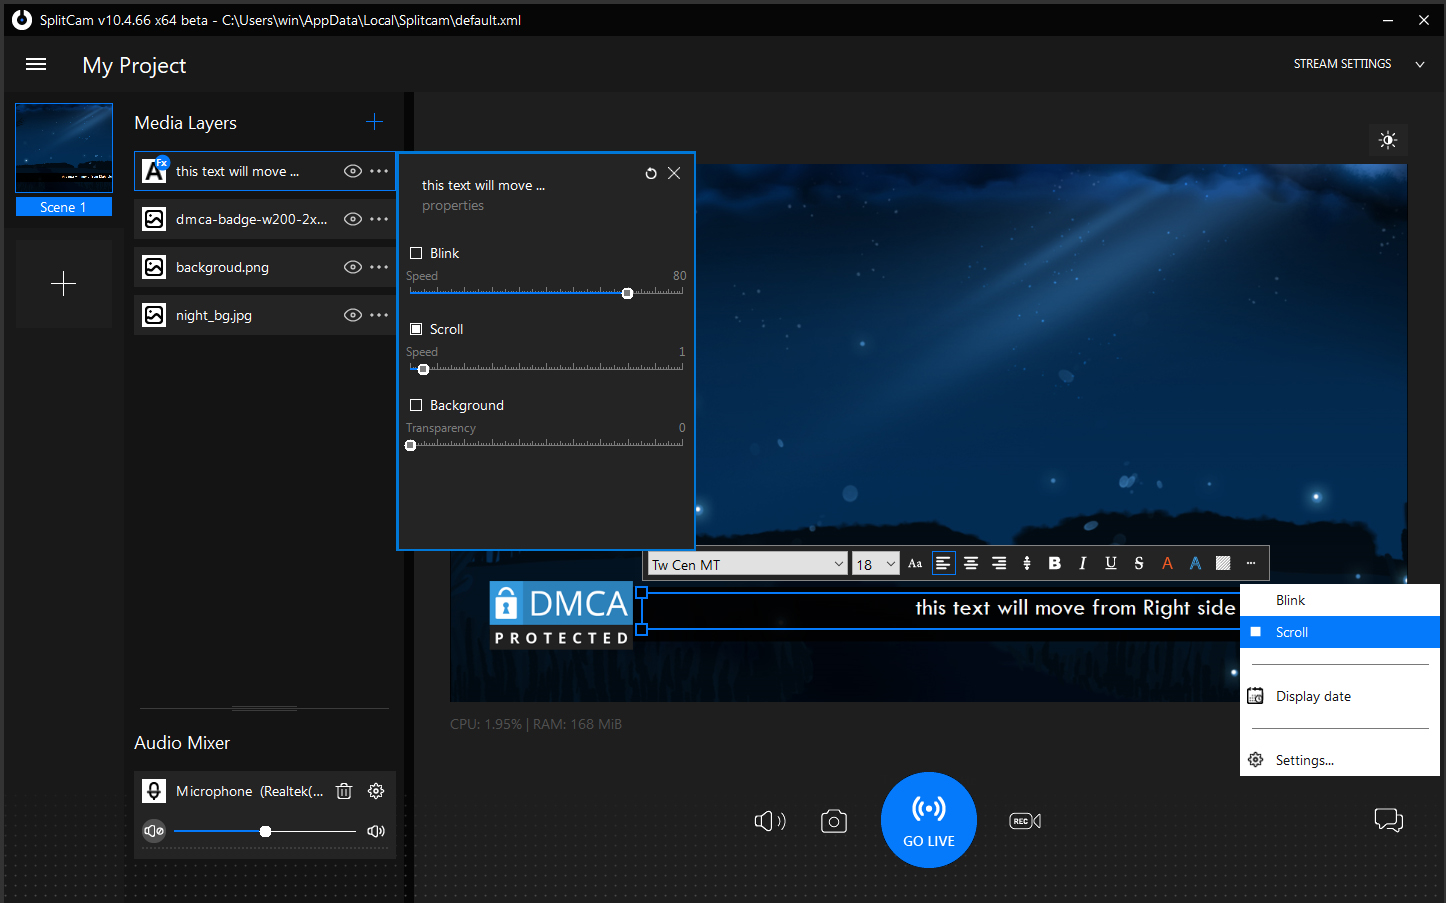 SplitCam v10.4.66 x64 beta - C:\Users\win\AppData\Local\Splitcam\default.xml
My Project
STREAM SETTINGS
Scene 1
Media Layers
this text will move ...
dmca-badge-w200-2x...
backgroud.png
night_bg.jpg
this text will move ...
properties
Blink
Speed 80
Scroll
Speed 1
Background
Transparency 0
Tw Cen MT 18 Aa B I U S A A ...
DMCA
PROTECTED
this text will move from Right side
Blink
Scroll
Display date
Settings...
CPU: 1.95% | RAM: 168 MiB
Audio Mixer
Microphone (Realtek(...
GO LIVE
REC